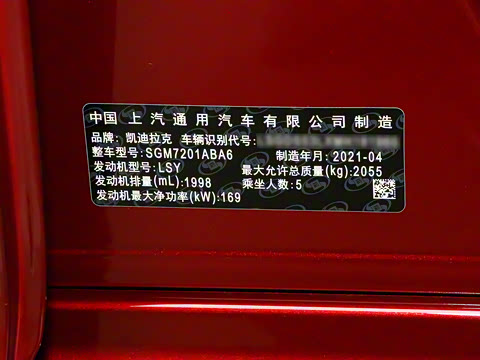 中国 上汽通用汽车有限公司制造
品牌：凯迪拉克 车辆识别代号：
整车型号：SGM7201ABA6 制造年月：2021-04
发动机型号：LSY 最大允许总质量(kg)：2055
发动机排量(mL)：1998 乘坐人数：5
发动机最大净功率(kW)：169